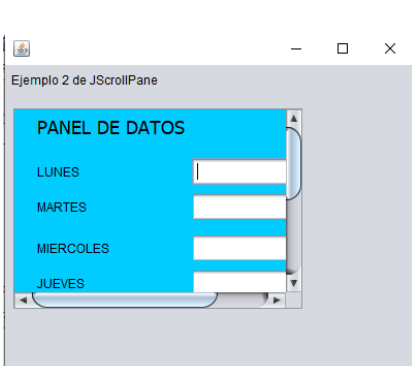 Ejemplo 2 de JScrollPane
PANEL DE DATOS
LUNES
MARTES
MIERCOLES
JUEVES